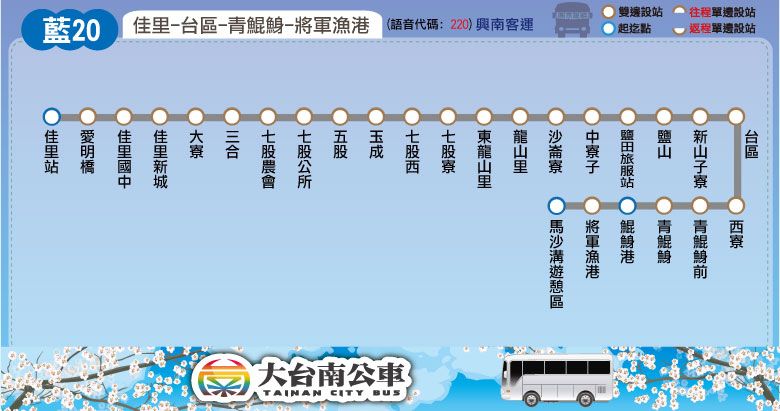 藍20
佳里-台區-青鯤鯓-將軍漁港
(語音代碼： 220) 興南客運
雙邊設站
往程單邊設站
起迄點
返程單邊設站
佳里站
愛明橋
佳里國中
佳里新城
大寮
三合
七股農會
七股公所
五股
玉成
七股西
七股寮
東龍山里
龍山里
沙崙寮
中寮子
鹽田旅服站
鹽山
新山子寮
台區
西寮
青鯤鯓前
青鯤鯓
鯤鯓港
將軍漁港
馬沙溝遊憩區
大台南公車
TAINAN CITY BUS